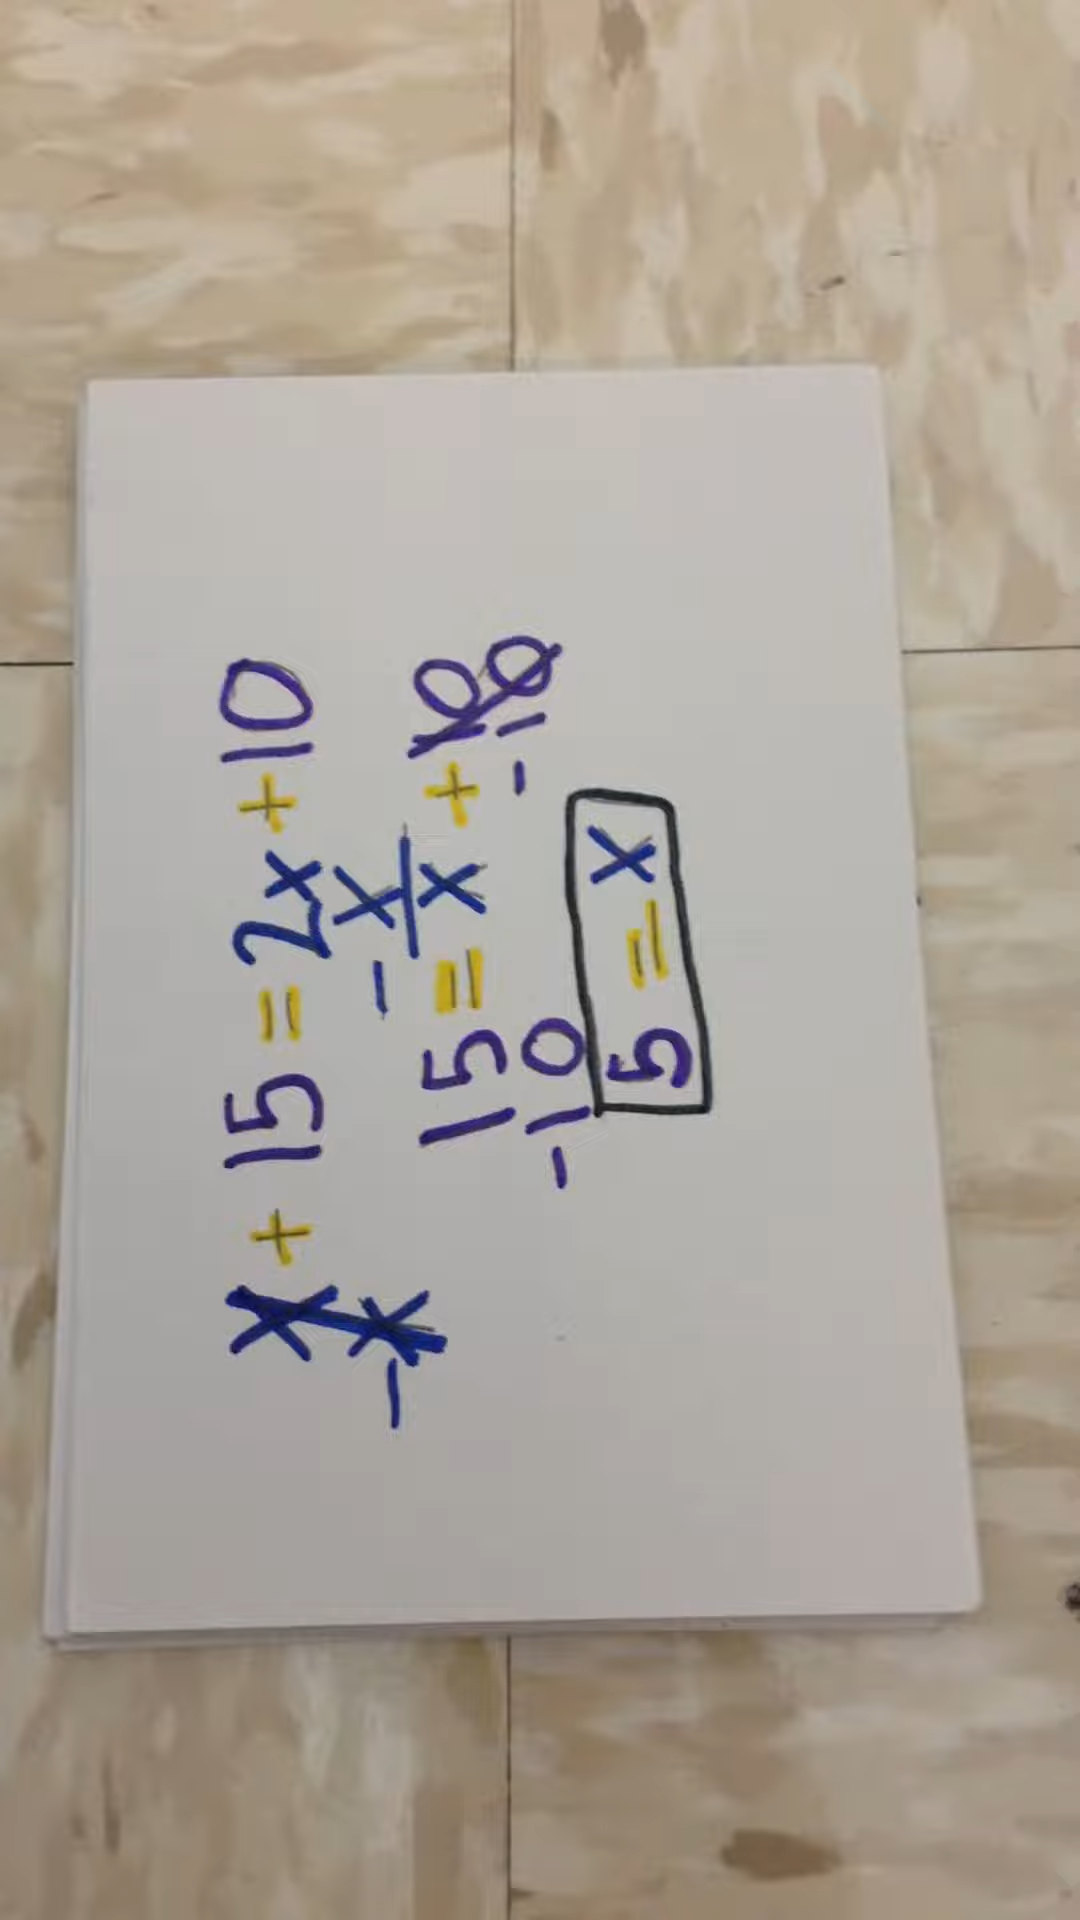 x + 15 = 2x + 10
-x -x
15 = x + 10
-10 -10
5 = x